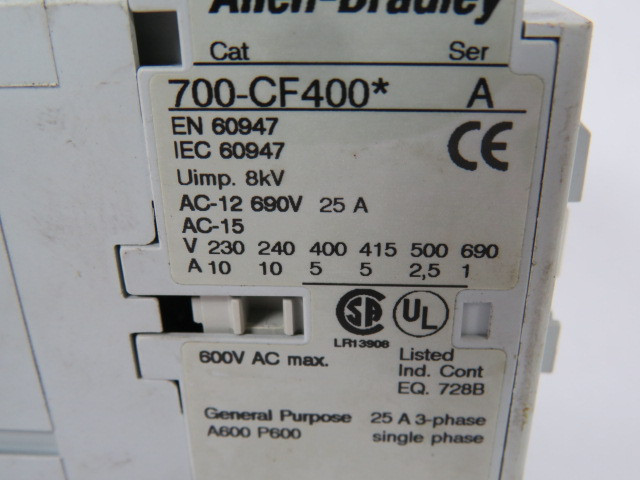 Allen-Bradley
Cat Ser
700-CF400* A
EN 60947
IEC 60947
CE
Uimp. 8kV
AC-12 690V 25 A
AC-15
V 230 240 400 415 500 690
A 10 10 5 5 2,5 1
SA UL
LR13908
600V AC max. Listed
Ind. Cont
EQ. 728B
General Purpose 25 A 3-phase
A600 P600 single phase